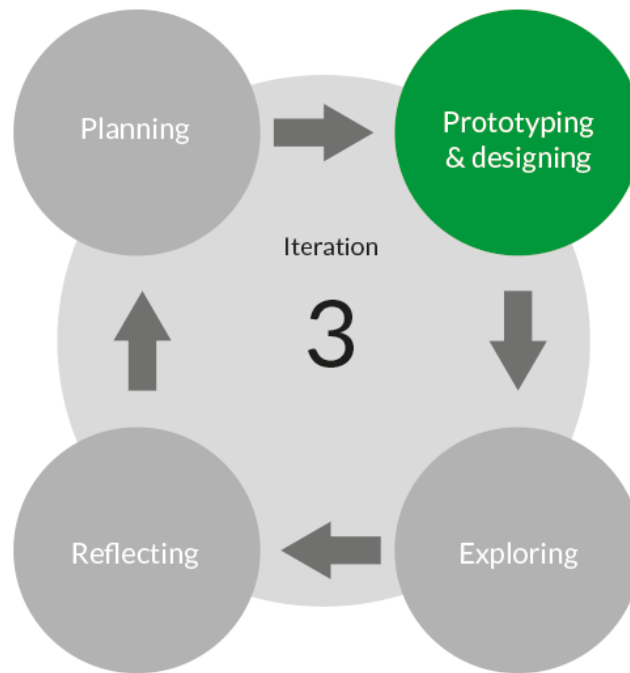 Planning
Prototyping
& designing
Iteration
3
Reflecting
Exploring